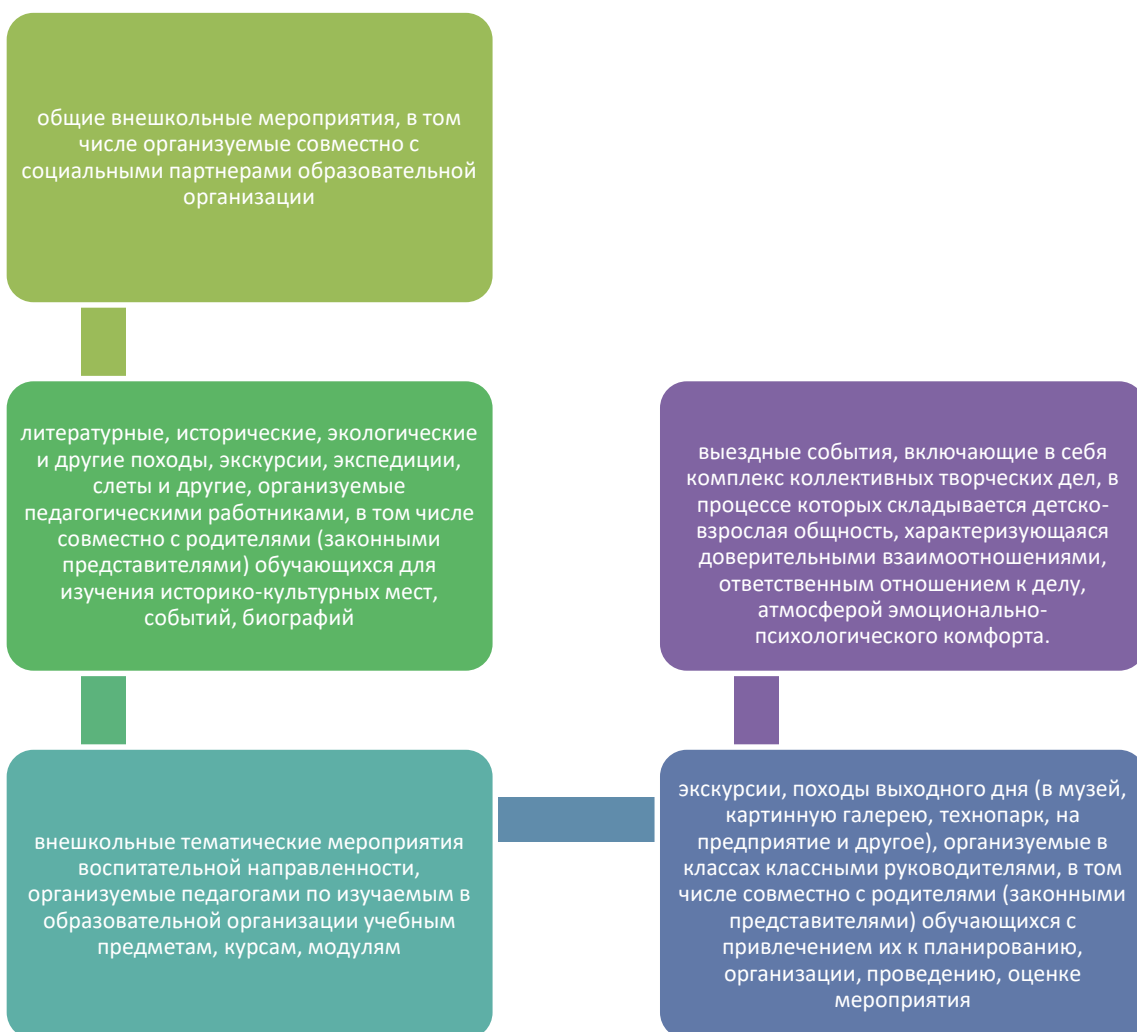 общие внешкольные мероприятия, в том
числе организуемые совместно с
социальными партнерами образовательной
организации
литературные, исторические, экологические
и другие походы, экскурсии, экспедиции,
слеты и другие, организуемые
педагогическими работниками, в том числе
совместно с родителями (законными
представителями) обучающихся для
изучения историко-культурных мест,
событий, биографий
внешкольные тематические мероприятия
воспитательной направленности,
организуемые педагогами по изучаемым в
образовательной организации учебным
предметам, курсам, модулям
экскурсии, походы выходного дня (в музей,
картинную галерею, технопарк, на
предприятие и другое), организуемые в
классах классными руководителями, в том
числе совместно с родителями (законными
представителями) обучающихся с
привлечением их к планированию,
организации, проведению, оценке
мероприятия
выездные события, включающие в себя
комплекс коллективных творческих дел, в
процессе которых складывается детско-
взрослая общность, характеризующаяся
доверительными взаимоотношениями,
ответственным отношением к делу,
атмосферой эмоционально-
психологического комфорта.